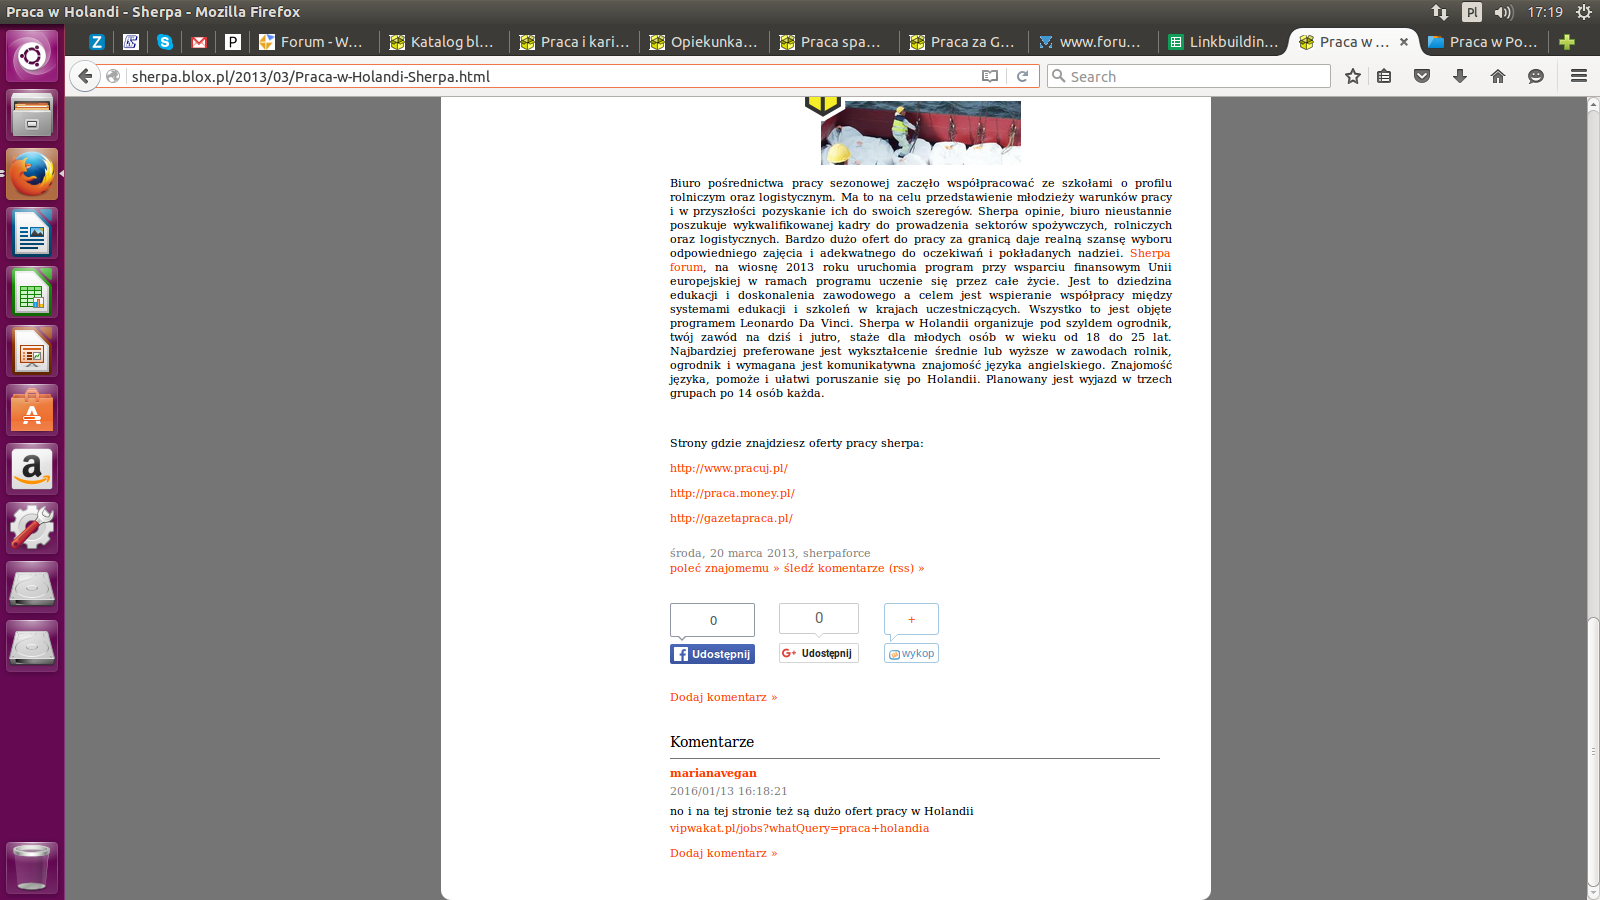 Praca w Holandi - Sherpa - Mozilla Firefox
Pl
17:19
Z
S
P
Forum - W...
Katalog bl...
Praca i kari...
Opiekunka...
Praca spa...
Praca za G...
www.foru...
Linkbuildin...
Praca w ...
Praca w Po...
sherpa.blox.pl/2013/03/Praca-w-Holandi-Sherpa.html
Search
Biuro pośrednictwa pracy sezonowej zaczęło współpracować ze szkołami o profilu
rolniczym oraz logistycznym. Ma to na celu przedstawienie młodzieży warunków pracy
i w przyszłości pozyskanie ich do swoich szeregów. Sherpa opinie, biuro nieustannie
poszukuje wykwalifikowanej kadry do prowadzenia sektorów spożywczych, rolniczych
oraz logistycznych. Bardzo dużo ofert do pracy za granicą daje realną szansę wyboru
odpowiedniego zajęcia i adekwatnego do oczekiwań i pokładanych nadziei. Sherpa
forum, na wiosnę 2013 roku uruchomia program przy wsparciu finansowym Unii
europejskiej w ramach programu uczenie się przez całe życie. Jest to dziedzina
edukacji i doskonalenia zawodowego a celem jest wspieranie współpracy między
systemami edukacji i szkoleń w krajach uczestniczących. Wszystko to jest objęte
programem Leonardo Da Vinci. Sherpa w Holandii organizuje pod szyldem ogrodnik,
twój zawód na dziś i jutro, staże dla młodych osób w wieku od 18 do 25 lat.
Najbardziej preferowane jest wykształcenie średnie lub wyższe w zawodach rolnik,
ogrodnik i wymagana jest komunikatywna znajomość języka angielskiego. Znajomość
języka, pomoże i ułatwi poruszanie się po Holandii. Planowany jest wyjazd w trzech
grupach po 14 osób każda.
Strony gdzie znajdziesz oferty pracy sherpa:
http://www.pracuj.pl/
http://praca.money.pl/
http://gazetapraca.pl/
środa, 20 marca 2013, sherpaforce
poleć znajomemu » śledź komentarze (rss) »
0
0
+
Udostępnij
G+ Udostępnij
wykop
Dodaj komentarz »
Komentarze
marianavegan
2016/01/13 16:18:21
no i na tej stronie też są dużo ofert pracy w Holandii
vipwakat.pl/jobs?whatQuery=praca+holandia
Dodaj komentarz »